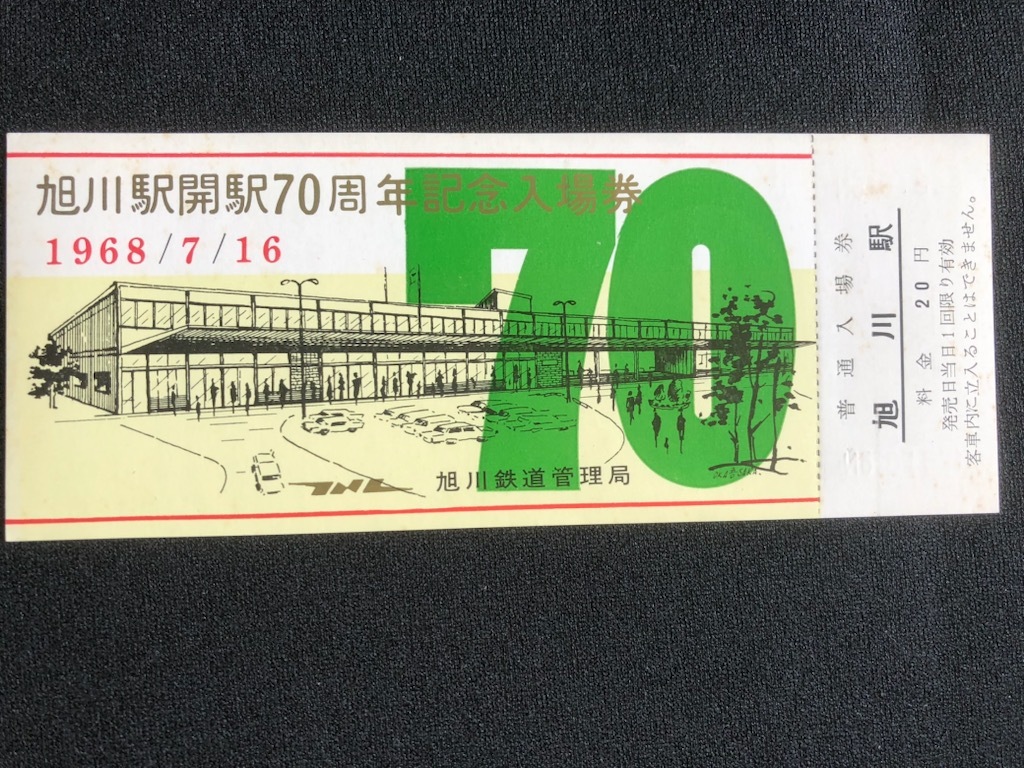 旭川駅開駅70周年記念入場券
1968/7/16
70
旭川鉄道管理局
普通入場券
旭川駅
料金 20円
発売日当日1回限り有効
客車内に立入ることはできません。